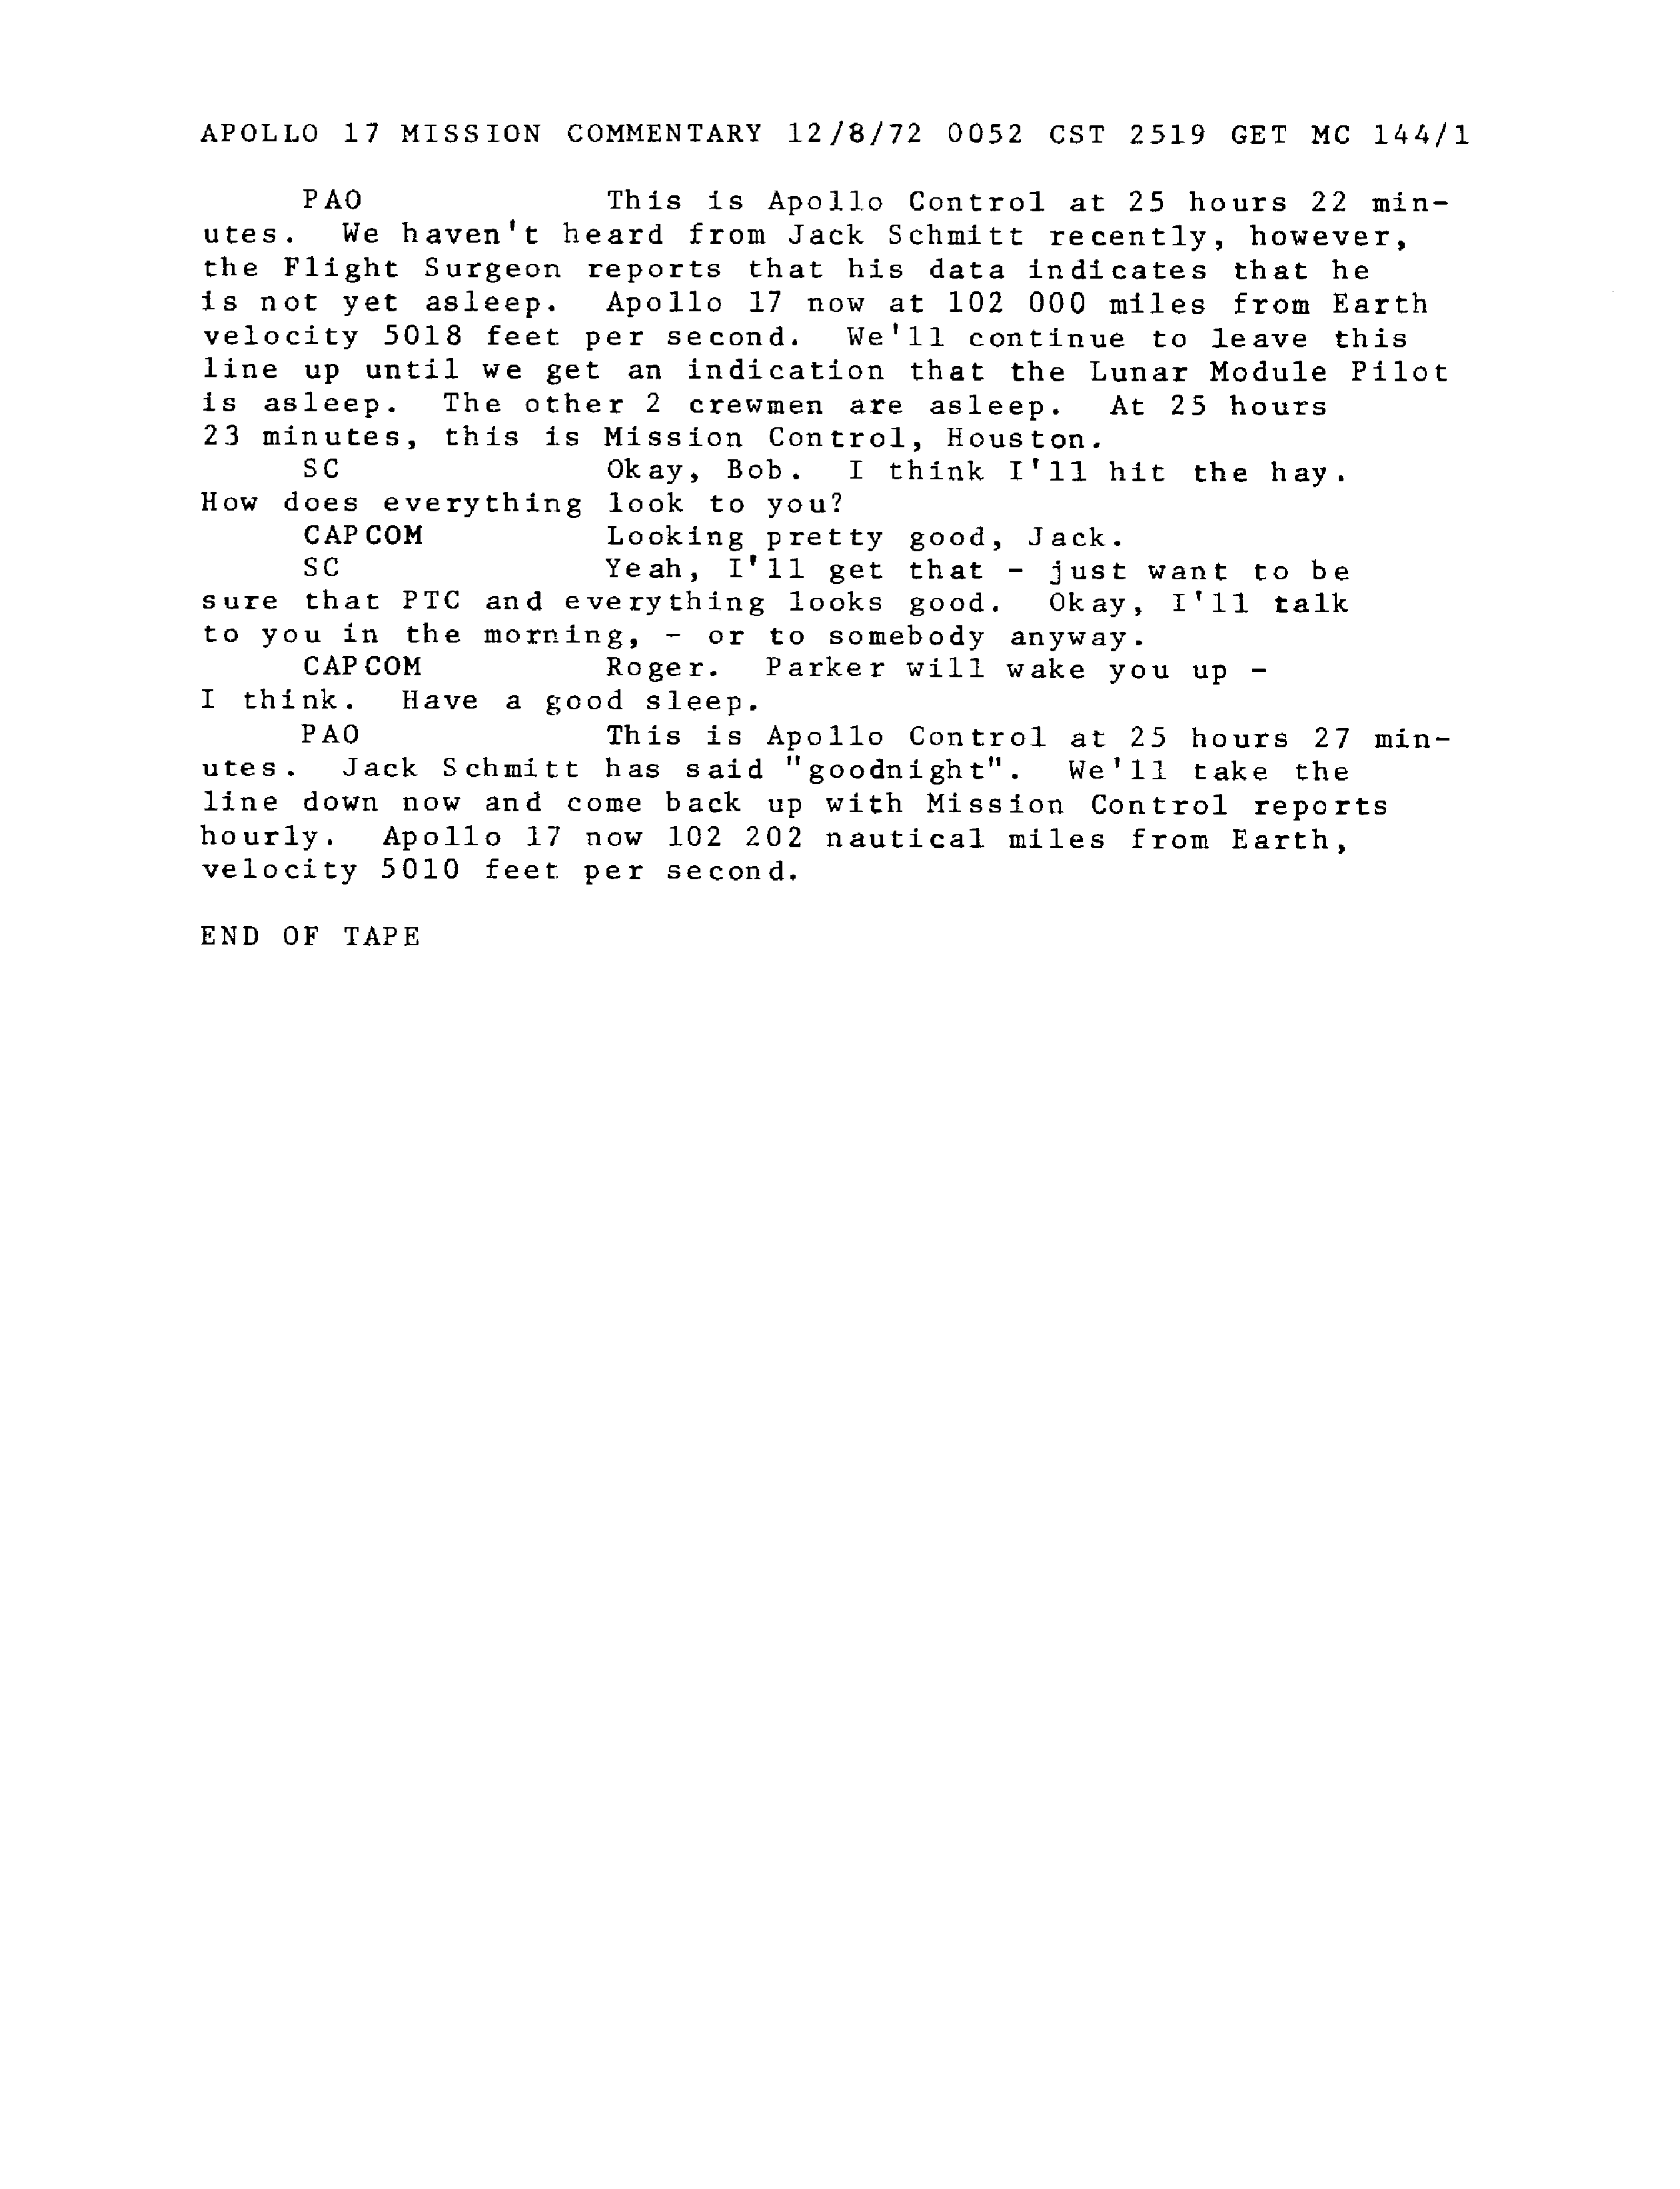 APOLLO 17 MISSION COMMENTARY 12/8/72 0052 CST 2519 GET MC 144/1
PAO This is Apollo Control at 25 hours 22 min-
utes. We haven't heard from Jack Schmitt recently, however,
the Flight Surgeon reports that his data indicates that he
is not yet asleep. Apollo 17 now at 102 000 miles from Earth
velocity 5018 feet per second. We'll continue to leave this
line up until we get an indication that the Lunar Module Pilot
is asleep. The other 2 crewmen are asleep. At 25 hours
23 minutes, this is Mission Control, Houston.
SC Okay, Bob. I think I'll hit the hay.
How does everything look to you?
CAPCOM Looking pretty good, Jack.
SC Yeah, I'll get that - just want to be
sure that PTC and everything looks good. Okay, I'll talk
to you in the morning, - or to somebody anyway.
CAPCOM Roger. Parker will wake you up -
I think. Have a good sleep.
PAO This is Apollo Control at 25 hours 27 min-
utes. Jack Schmitt has said "goodnight". We'll take the
line down now and come back up with Mission Control reports
hourly. Apollo 17 now 102 202 nautical miles from Earth,
velocity 5010 feet per second.
END OF TAPE